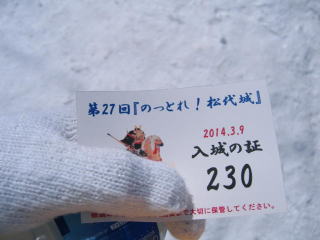 第27回『のっとれ！松代城』
2014.3.9
入城の証
230
大切に保管してください。